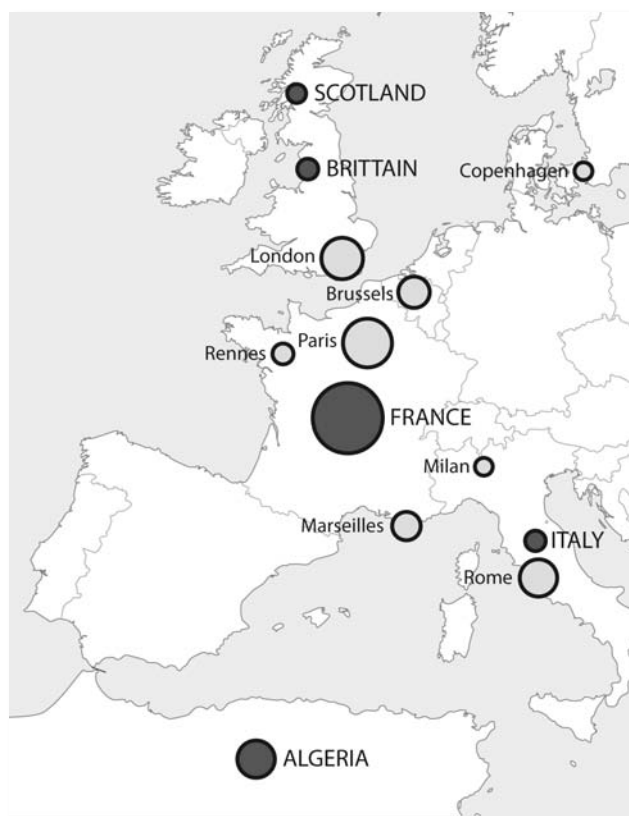 SCOTLAND
BRITTAIN
Copenhagen
London
Brussels
Paris
Rennes
FRANCE
Milan
Marseilles
ITALY
Rome
ALGERIA